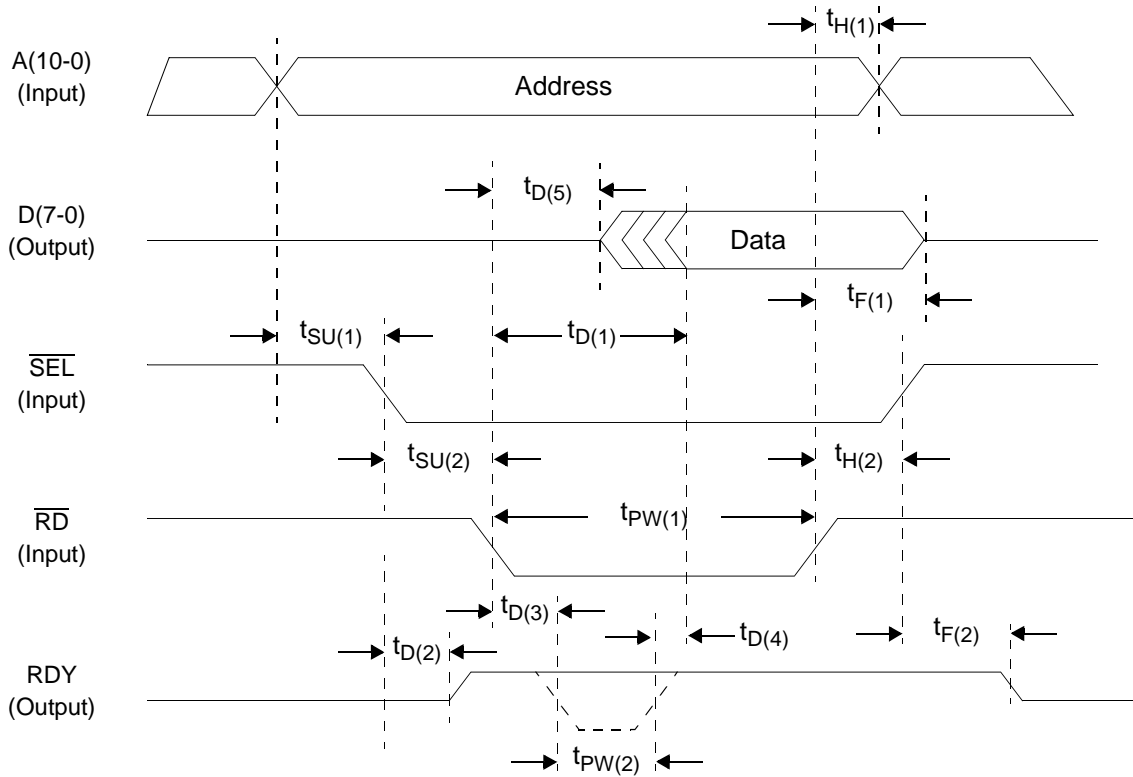 tH(1)
A(10-0)
(Input)
Address
tD(5)
D(7-0)
(Output)
Data
tF(1)
tSU(1)
tD(1)
SEL
(Input)
tSU(2)
tH(2)
tPW(1)
RD
(Input)
tD(3)
tD(2)
tD(4)
tF(2)
RDY
(Output)
tPW(2)